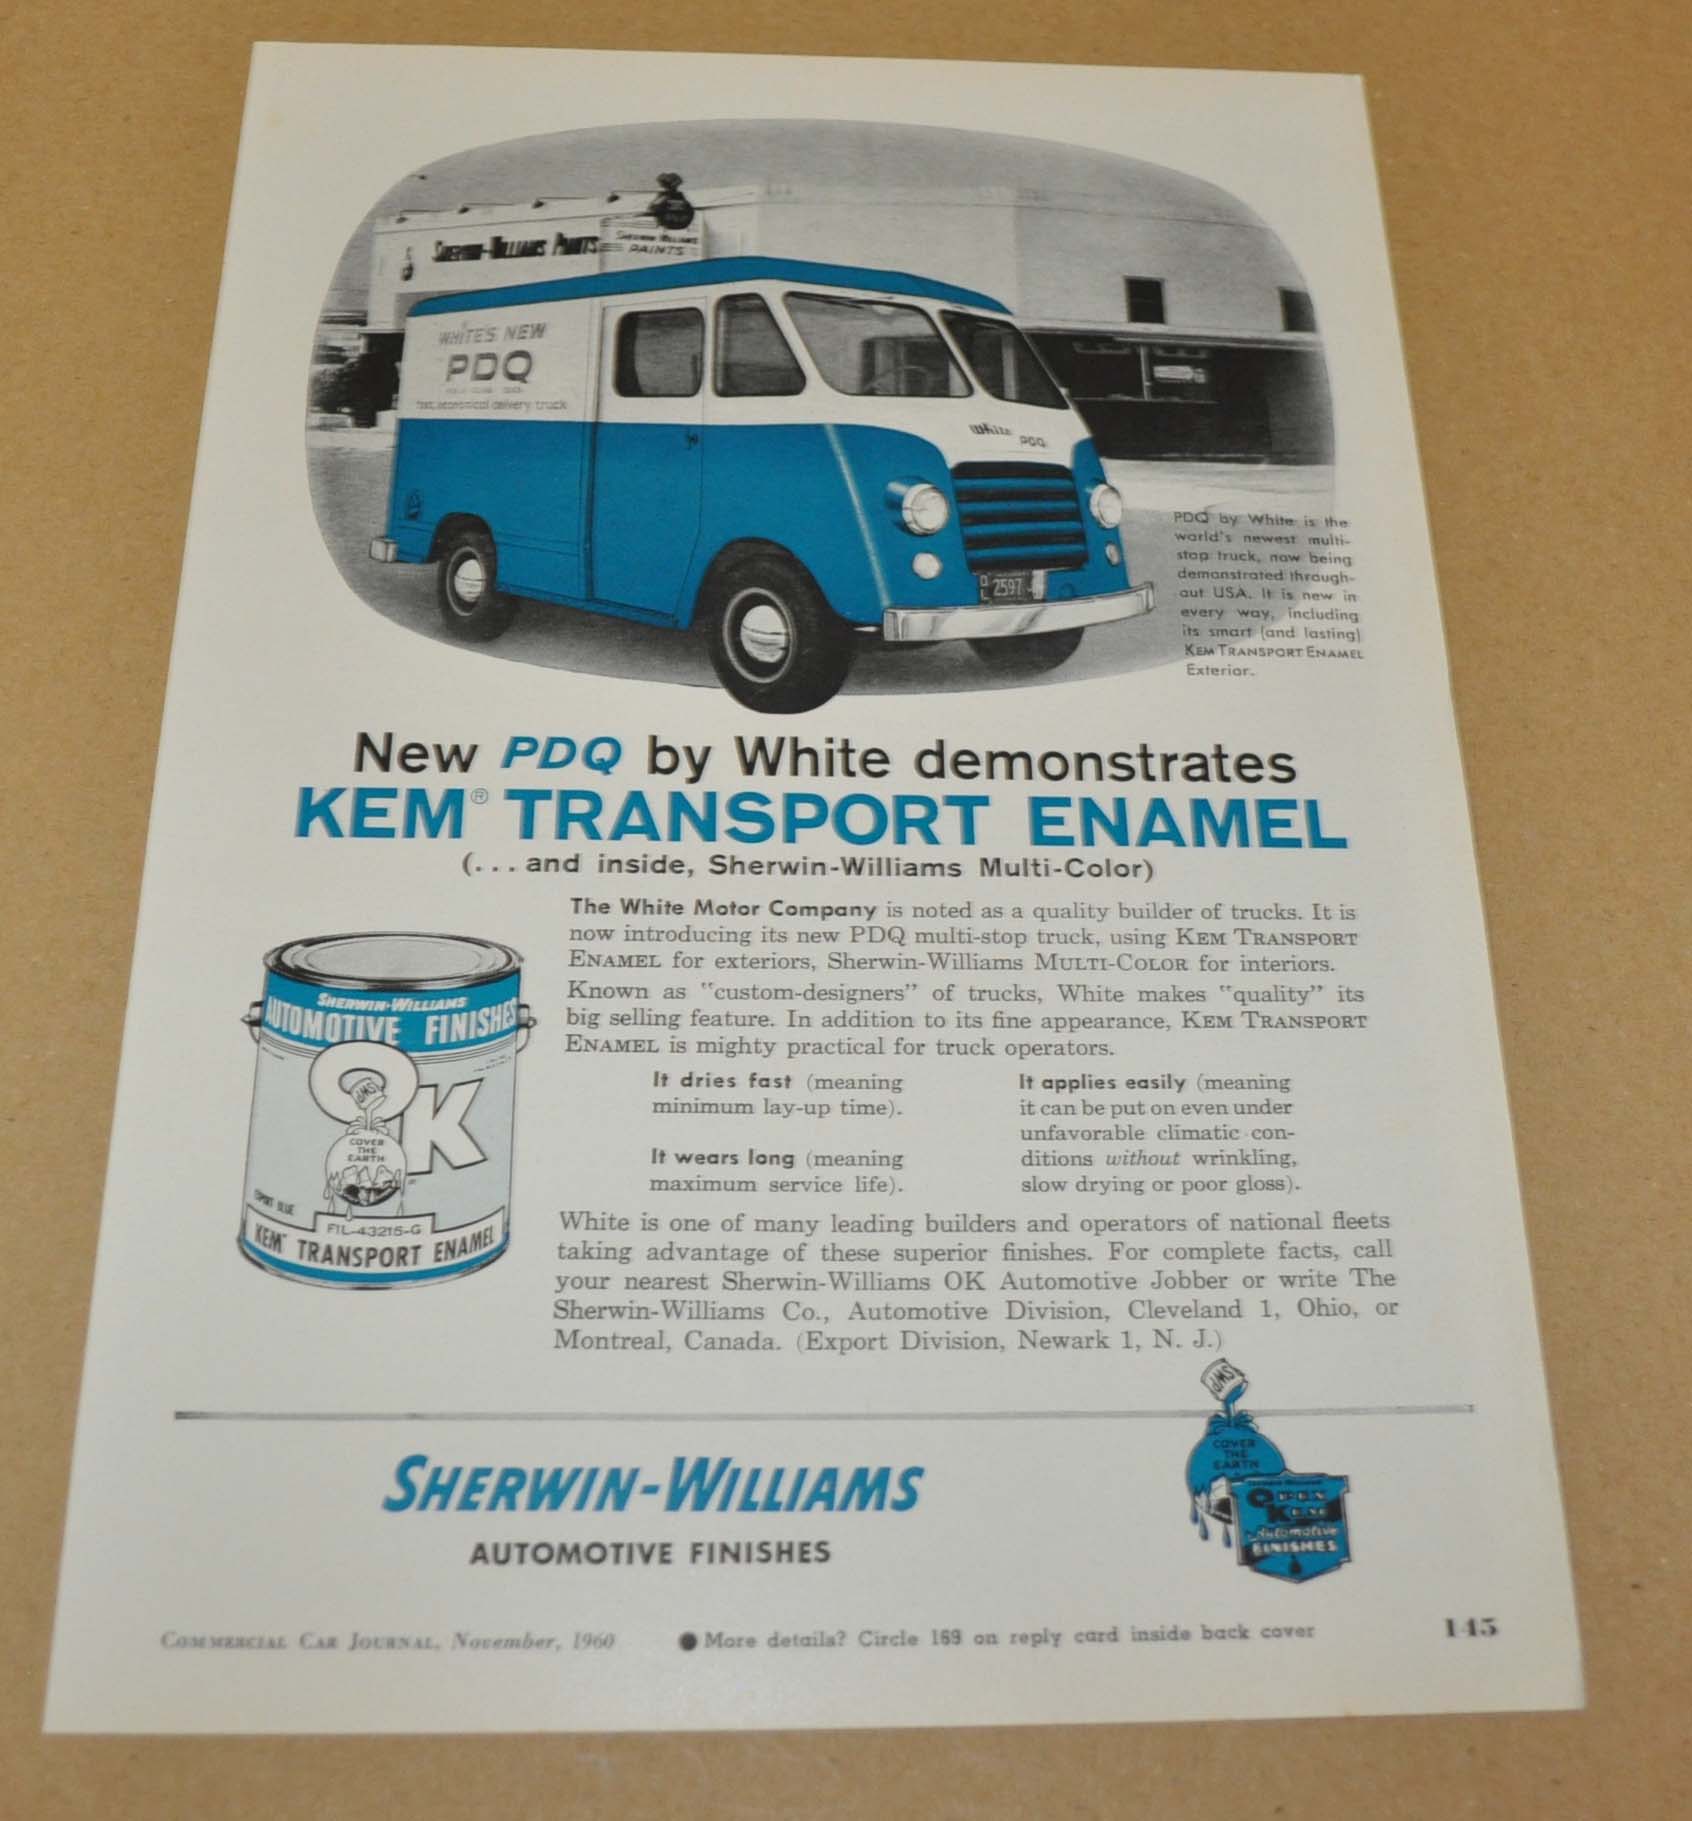 SHERWIN-WILLIAMS PAINTS
SHERWIN-WILLIAMS
PAINTS
WHITE'S NEW
PDQ
fast, economical delivery truck
White PDQ
2597
PDQ by White is the
world's newest multi-
stop truck, now being
demonstrated through-
out USA. It is new in
every way, including
its smart (and lasting)
KEM TRANSPORT ENAMEL
Exterior.
New PDQ by White demonstrates
KEM® TRANSPORT ENAMEL
(...and inside, Sherwin-Williams Multi-Color)
The White Motor Company is noted as a quality builder of trucks. It is
now introducing its new PDQ multi-stop truck, using KEM TRANSPORT
ENAMEL for exteriors, Sherwin-Williams MULTI-COLOR for interiors.
Known as "custom-designers" of trucks, White makes "quality" its
big selling feature. In addition to its fine appearance, KEM TRANSPORT
ENAMEL is mighty practical for truck operators.
It dries fast (meaning
minimum lay-up time).
It wears long (meaning
maximum service life).
It applies easily (meaning
it can be put on even under
unfavorable climatic con-
ditions without wrinkling,
slow drying or poor gloss).
White is one of many leading builders and operators of national fleets
taking advantage of these superior finishes. For complete facts, call
your nearest Sherwin-Williams OK Automotive Jobber or write The
Sherwin-Williams Co., Automotive Division, Cleveland 1, Ohio, or
Montreal, Canada. (Export Division, Newark 1, N. J.)
SHERWIN-WILLIAMS
AUTOMOTIVE FINISHES
OK
SWP
COVER
THE
EARTH
BLUE
F1L-43215-G
KEM TRANSPORT ENAMEL
SHERWIN-WILLIAMS
AUTOMOTIVE FINISHES
SWP
COVER
THE
EARTH
OPEN
KLING
Automotive
FINISHES
COMMERCIAL CAR JOURNAL, November, 1960
● More details? Circle 169 on reply card inside back cover
145